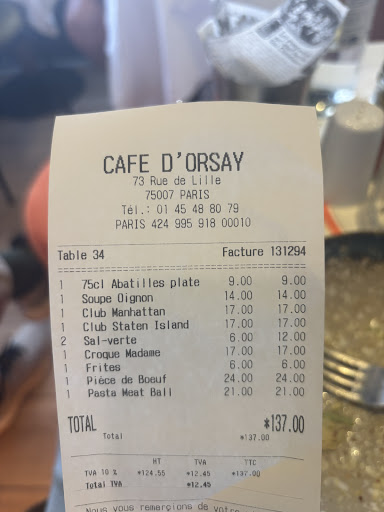 CAFE D'ORSAY
73 Rue de Lille
75007 PARIS
Tél.: 01 45 48 80 79
PARIS 424 995 918 00010
Table 34 Facture 131294
1 75cl Abatilles plate 9.00 9.00
1 Soupe Oignon 14.00 14.00
1 Club Manhattan 17.00 17.00
1 Club Staten Island 17.00 17.00
2 Sal-verte 6.00 12.00
1 Croque Madame 17.00 17.00
1 Frites 6.00 6.00
1 Pièce de Boeuf 24.00 24.00
1 Pasta Meat Ball 21.00 21.00
TOTAL *137.00
Total *137.00
HT TVA TTC
TVA 10 % *124.55 *12.45 *137.00
Total TVA *12.45
Nous vous remercions de votre